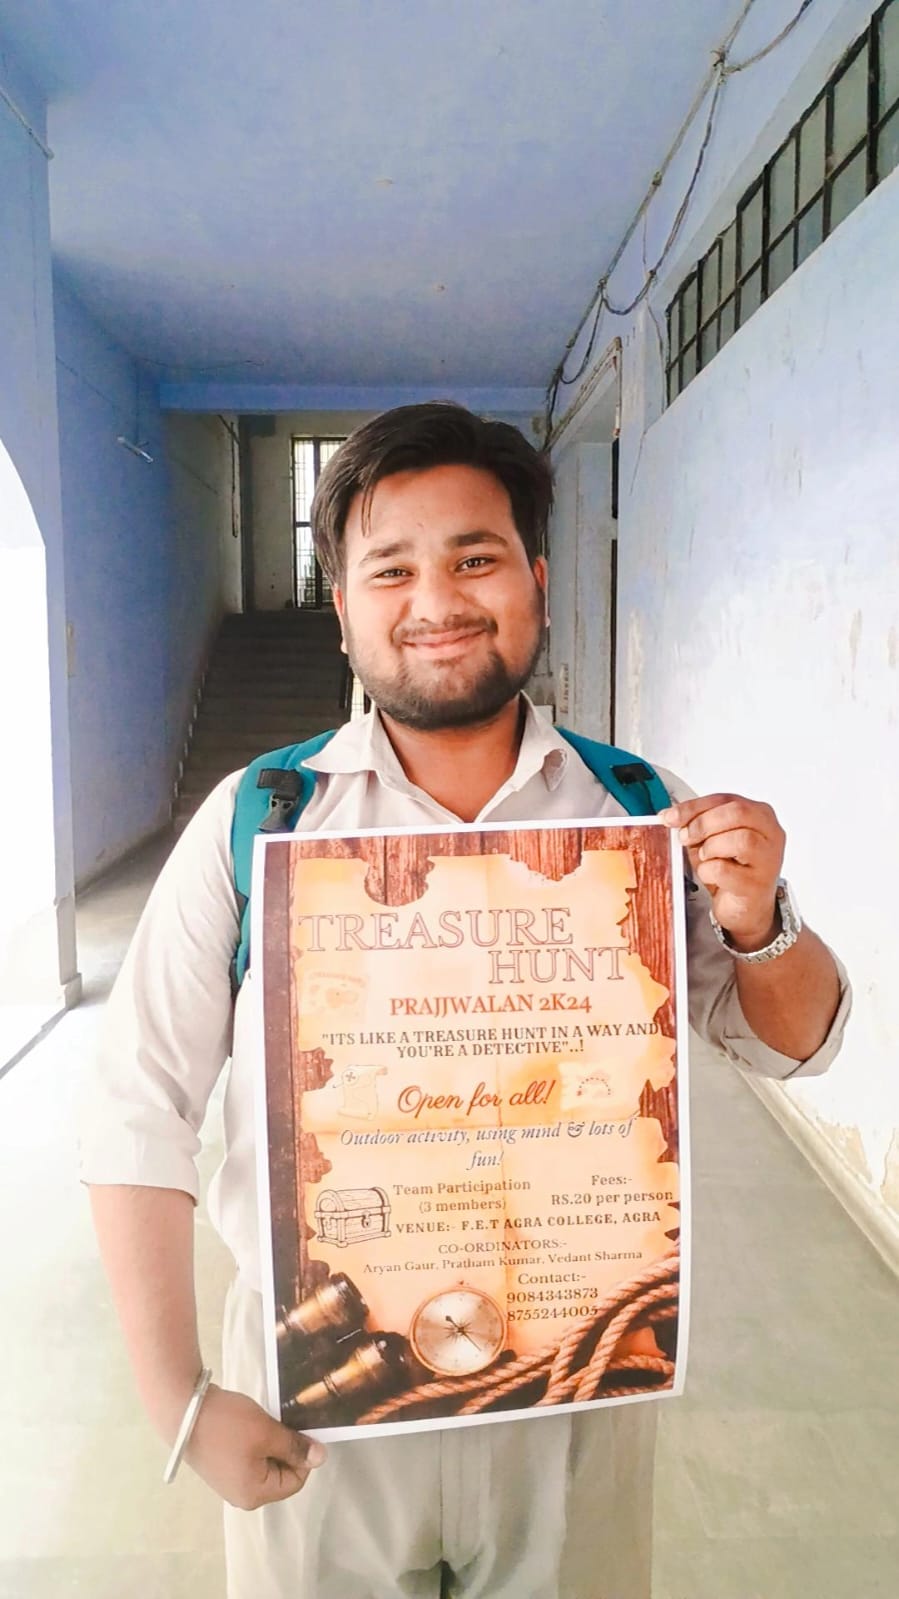 TREASURE
HUNT
PRAJJWALAN 2K24
"ITS LIKE A TREASURE HUNT IN A WAY AND
YOU'RE A DETECTIVE"..!
Open for all!
Outdoor activity, using mind & lots of
fun!
Team Participation
(3 members)
Fees:-
RS.20 per person
VENUE:- F.E.T AGRA COLLEGE, AGRA
CO-ORDINATORS:-
Aryan Gaur, Pratham Kumar, Vedant Sharma
Contact:-
9084343873
8755244005